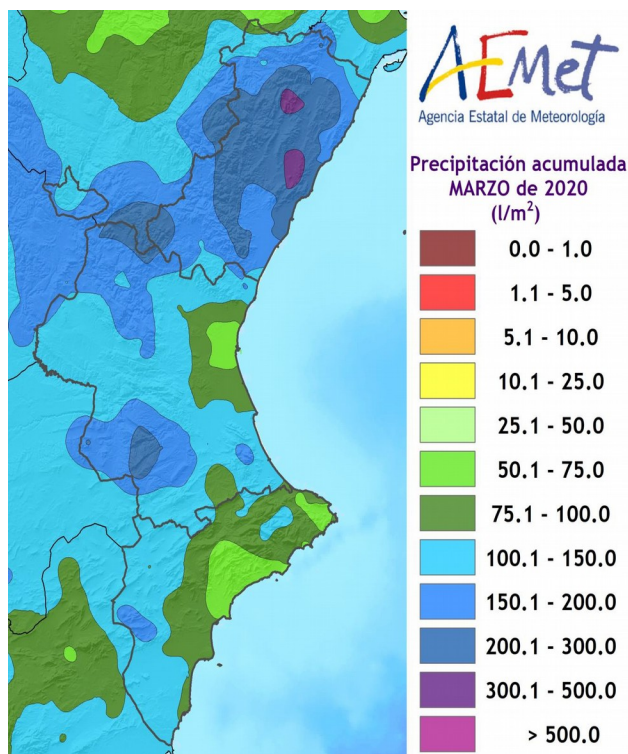 AEMet
Agencia Estatal de Meteorología
Precipitación acumulada
MARZO de 2020
(l/m²)
0.0 - 1.0
1.1 - 5.0
5.1 - 10.0
10.1 - 25.0
25.1 - 50.0
50.1 - 75.0
75.1 - 100.0
100.1 - 150.0
150.1 - 200.0
200.1 - 300.0
300.1 - 500.0
> 500.0